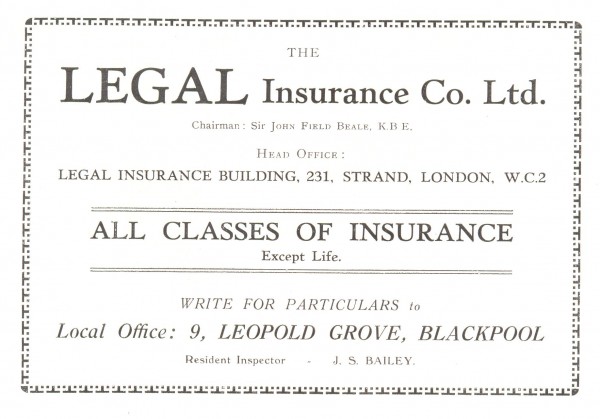 THE
LEGAL Insurance Co. Ltd.
Chairman: Sir JOHN FIELD BEALE, K.B E.
HEAD OFFICE:
LEGAL INSURANCE BUILDING, 231, STRAND, LONDON, W.C.2
ALL CLASSES OF INSURANCE
Except Life.
WRITE FOR PARTICULARS to
Local Office: 9, LEOPOLD GROVE, BLACKPOOL
Resident Inspector - J. S. BAILEY.